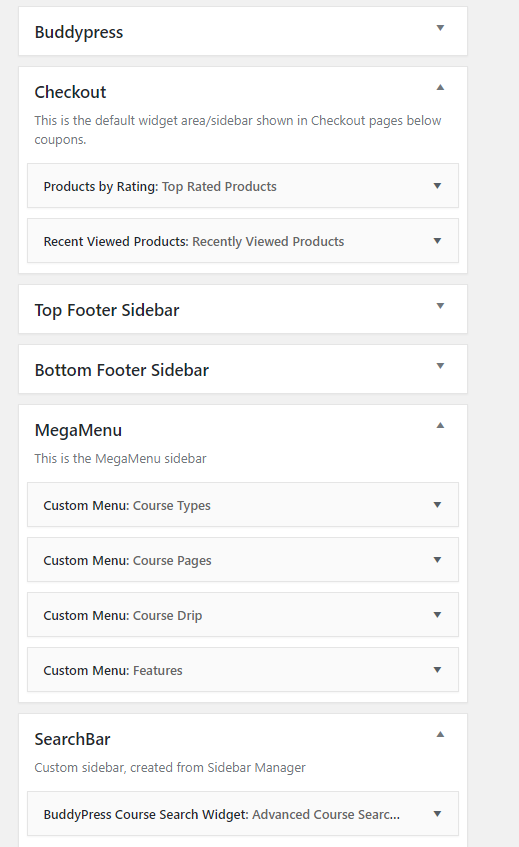 Buddypress
Checkout
This is the default widget area/sidebar shown in Checkout pages below
coupons.
Products by Rating: Top Rated Products
Recent Viewed Products: Recently Viewed Products
Top Footer Sidebar
Bottom Footer Sidebar
MegaMenu
This is the MegaMenu sidebar
Custom Menu: Course Types
Custom Menu: Course Pages
Custom Menu: Course Drip
Custom Menu: Features
SearchBar
Custom sidebar, created from Sidebar Manager
BuddyPress Course Search Widget: Advanced Course Searc...